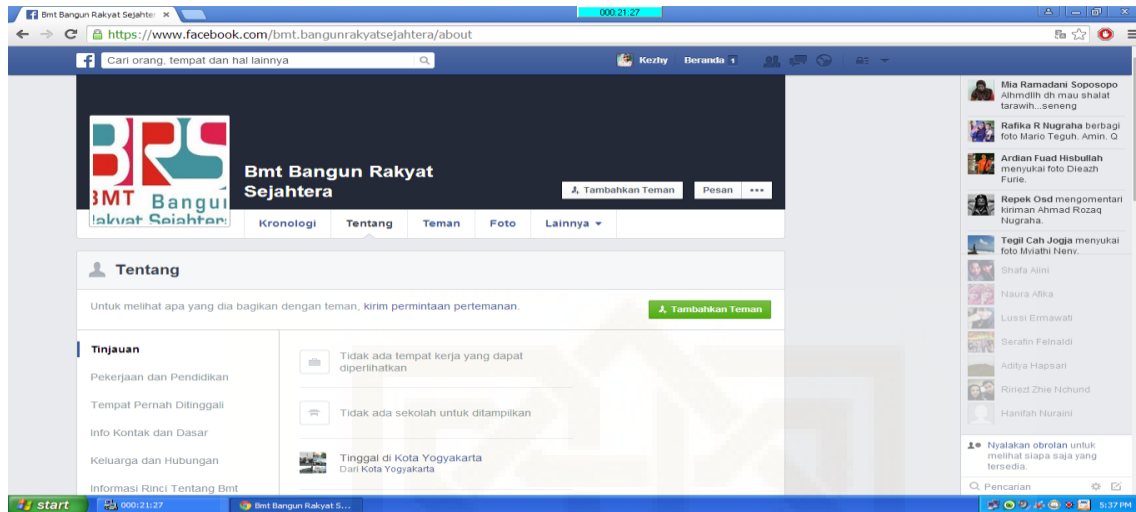 Bmt Bangun Rakyat Sejahter
000:21:27
https://www.facebook.com/bmt.bangunrakyatsejahtera/about
Cari orang, tempat dan hal lainnya
Kezhy
Beranda 1
BRS
BMT Bangun
Rakyat Sejahter
Bmt Bangun Rakyat
Sejahtera
Tambahkan Teman
Pesan
Kronologi
Tentang
Teman
Foto
Lainnya
Tentang
Untuk melihat apa yang dia bagikan dengan teman, kirim permintaan pertemanan.
Tambahkan Teman
Tinjauan
Pekerjaan dan Pendidikan
Tempat Pernah Ditinggali
Info Kontak dan Dasar
Keluarga dan Hubungan
Informasi Rinci Tentang Bmt
Tidak ada tempat kerja yang dapat
diperlihatkan
Tidak ada sekolah untuk ditampilkan
Tinggal di Kota Yogyakarta
Dari Kota Yogyakarta
Mia Ramadani Soposopo
Alhmdllh dh mau shalat
tarawih...seneng
Rafika R Nugraha berbagi
foto Mario Teguh. Amin. Q
Ardian Fuad Hisbullah
menyukai foto Dieazh
Furie.
Repek Osd mengomentari
kiriman Ahmad Rozaq
Nugraha.
Tegil Cah Jogja menyukai
foto
Shafa Aiini
Naura Afika
Lussi Ermawati
Serafin Felnaldi
Aditya Hapsari
Ririezt Zhie Nchund
Hanifah Nuraini
Nyalakan obrolan untuk
melihat siapa saja yang
tersedia.
Pencarian
start
000:21:27
Bmt Bangun Rakyat S...
5:37 PM